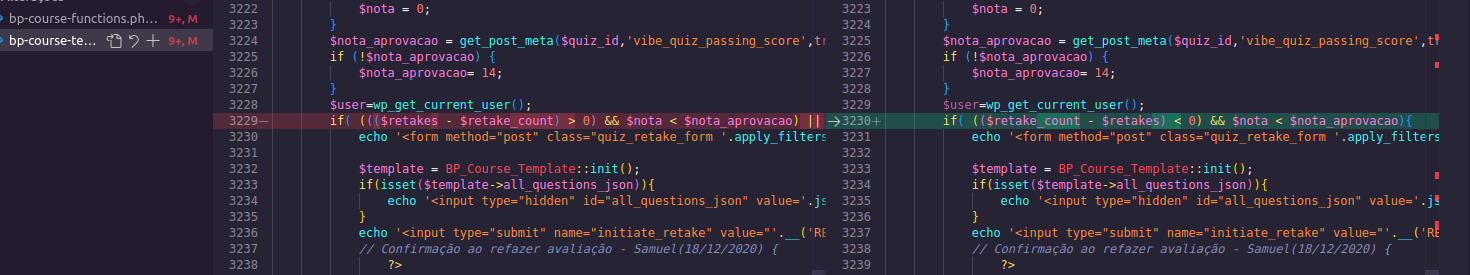 bp-course-functions.ph... 9+, M
bp-course-te... 9+, M
3222 $nota = 0;
3223 }
3224 $nota_aprovacao = get_post_meta($quiz_id,'vibe_quiz_passing_score',tr
3225 if (!$nota_aprovacao) {
3226 $nota_aprovacao= 14;
3227 }
3228 $user=wp_get_current_user();
3229— if( ((($retakes - $retake_count) > 0) && $nota < $nota_aprovacao) ||
3230 echo '<form method="post" class="quiz_retake_form '.apply_filters
3231
3232 $template = BP_Course_Template::init();
3233 if(isset($template->all_questions_json)){
3234 echo '<input type="hidden" id="all_questions_json" value='.js
3235 }
3236 echo '<input type="submit" name="initiate_retake" value="'.__('RE
3237 // Confirmação ao refazer avaliação - Samuel(18/12/2020) {
3238 ?>
3223 $nota = 0;
3224 }
3225 $nota_aprovacao = get_post_meta($quiz_id,'vibe_quiz_passing_score',tr
3226 if (!$nota_aprovacao) {
3227 $nota_aprovacao= 14;
3228 }
3229 $user=wp_get_current_user();
3230+ if( (($retake_count - $retakes) < 0) && $nota < $nota_aprovacao){
3231 echo '<form method="post" class="quiz_retake_form '.apply_filters
3232
3233 $template = BP_Course_Template::init();
3234 if(isset($template->all_questions_json)){
3235 echo '<input type="hidden" id="all_questions_json" value='.js
3236 }
3237 echo '<input type="submit" name="initiate_retake" value="'.__('RE
3238 // Confirmação ao refazer avaliação - Samuel(18/12/2020) {
3239 ?>